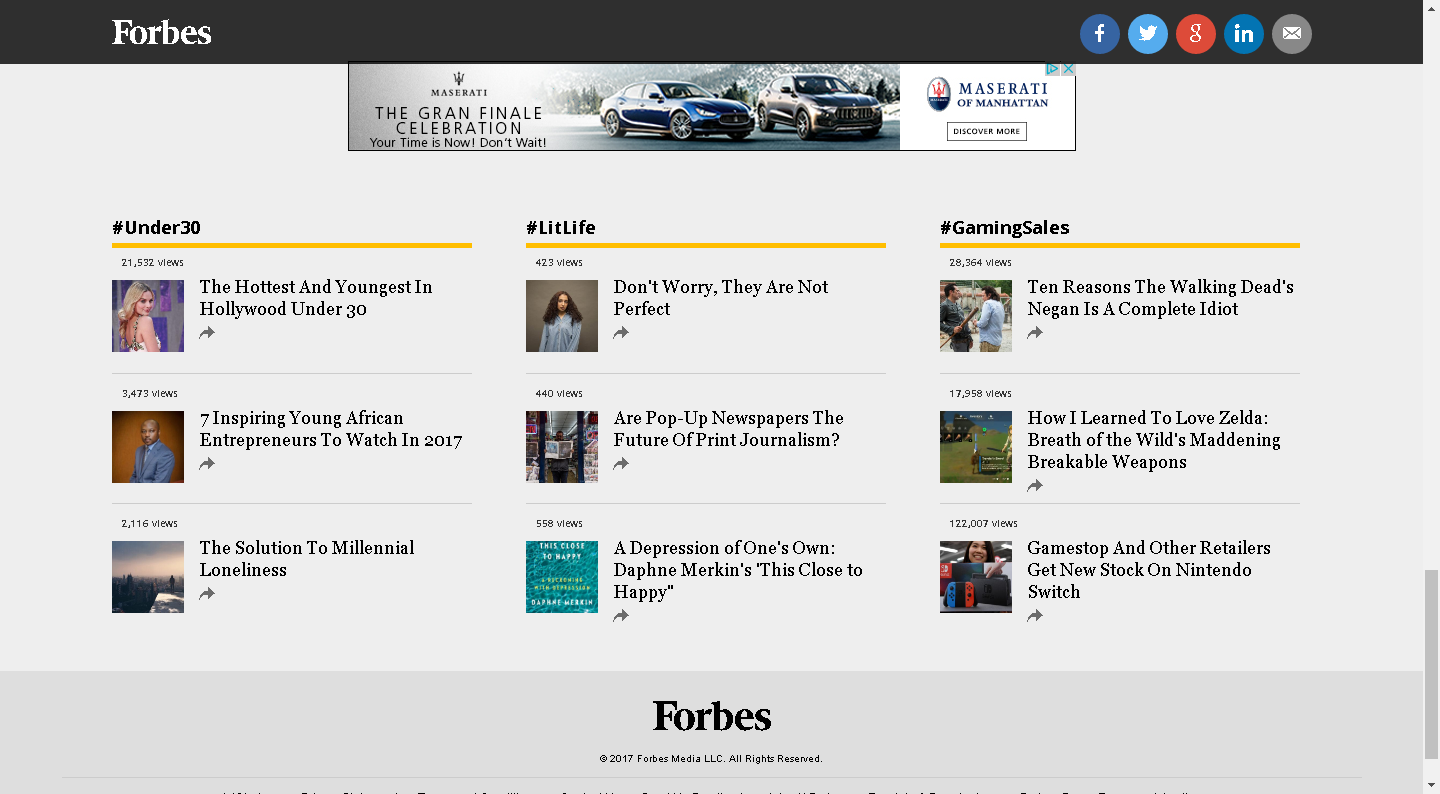 Forbes
MASERATI
THE GRAN FINALE
CELEBRATION
Your Time is Now! Don't Wait!
MASERATI
OF MANHATTAN
DISCOVER MORE
#Under30
21,532 views
The Hottest And Youngest In
Hollywood Under 30
3,473 views
7 Inspiring Young African
Entrepreneurs To Watch In 2017
2,116 views
The Solution To Millennial
Loneliness
#LitLife
423 views
Don't Worry, They Are Not
Perfect
440 views
Are Pop-Up Newspapers The
Future Of Print Journalism?
558 views
THIS CLOSE
TO HAPPY
A RECKONING
WITH DEPRESSION
DAPHNE MERKIN
A Depression of One's Own:
Daphne Merkin's 'This Close to
Happy"
#GamingSales
28,364 views
Ten Reasons The Walking Dead's
Negan Is A Complete Idiot
17,958 views
How I Learned To Love Zelda:
Breath of the Wild's Maddening
Breakable Weapons
122,007 views
Gamestop And Other Retailers
Get New Stock On Nintendo
Switch
Forbes
© 2017 Forbes Media LLC. All Rights Reserved.